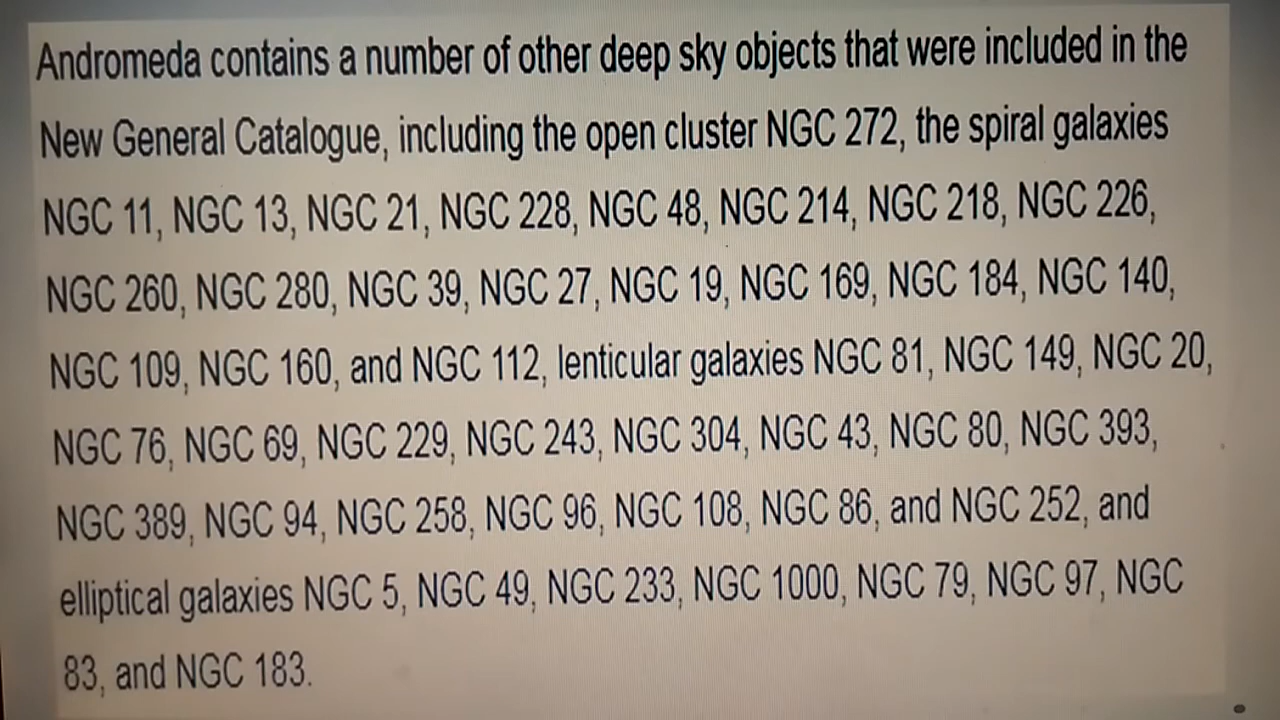 Andromeda contains a number of other deep sky objects that were included in the
New General Catalogue, including the open cluster NGC 272, the spiral galaxies
NGC 11, NGC 13, NGC 21, NGC 228, NGC 48, NGC 214, NGC 218, NGC 226,
NGC 260, NGC 280, NGC 39, NGC 27, NGC 19, NGC 169, NGC 184, NGC 140,
NGC 109, NGC 160, and NGC 112, lenticular galaxies NGC 81, NGC 149, NGC 20,
NGC 76, NGC 69, NGC 229, NGC 243, NGC 304, NGC 43, NGC 80, NGC 393,
NGC 389, NGC 94, NGC 258, NGC 96, NGC 108, NGC 86, and NGC 252, and
elliptical galaxies NGC 5, NGC 49, NGC 233, NGC 1000, NGC 79, NGC 97, NGC
83, and NGC 183.